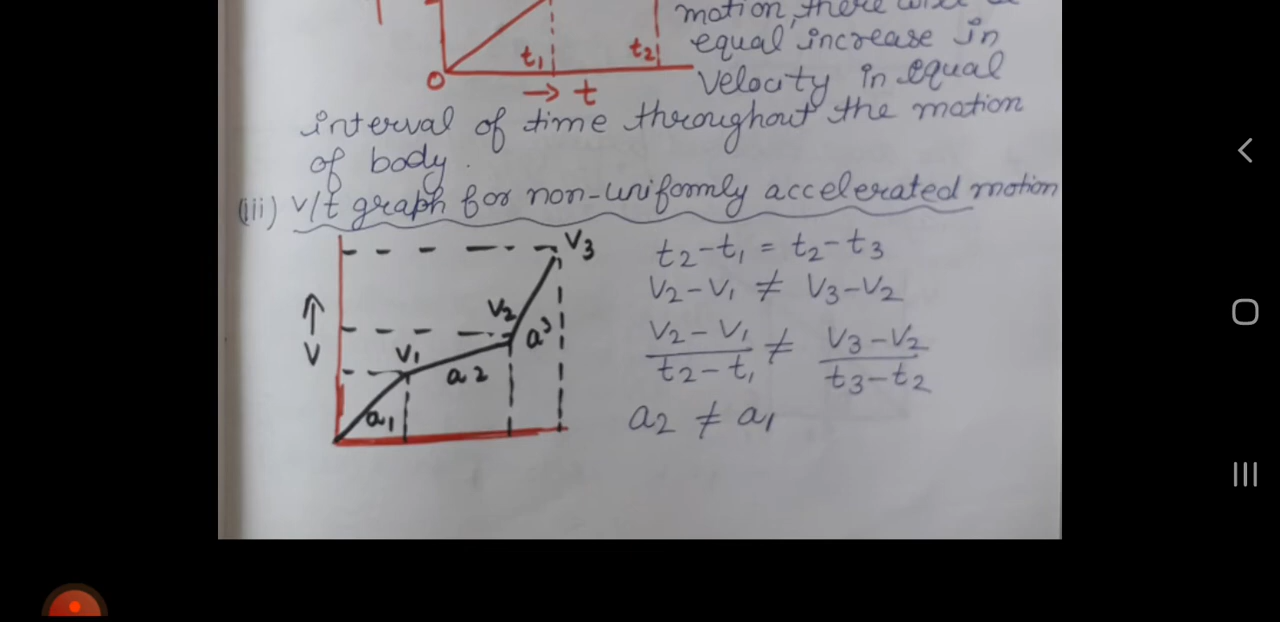 motion, there
equal increase in
t₁ t₂
velocity in equal
O → t
interval of time throughout the motion
of body.
(iii) v/t graph for non-uniformly accelerated motion
V₃ t₂-t₁ = t₂-t₃
V₂ V₂-V₁ ≠ V₃-V₂
↑ V V₁ a³ V₂-V₁/t₂-t₁ ≠ V₃-V₂/t₃-t₂
a2
a₁ a₂ ≠ a₁